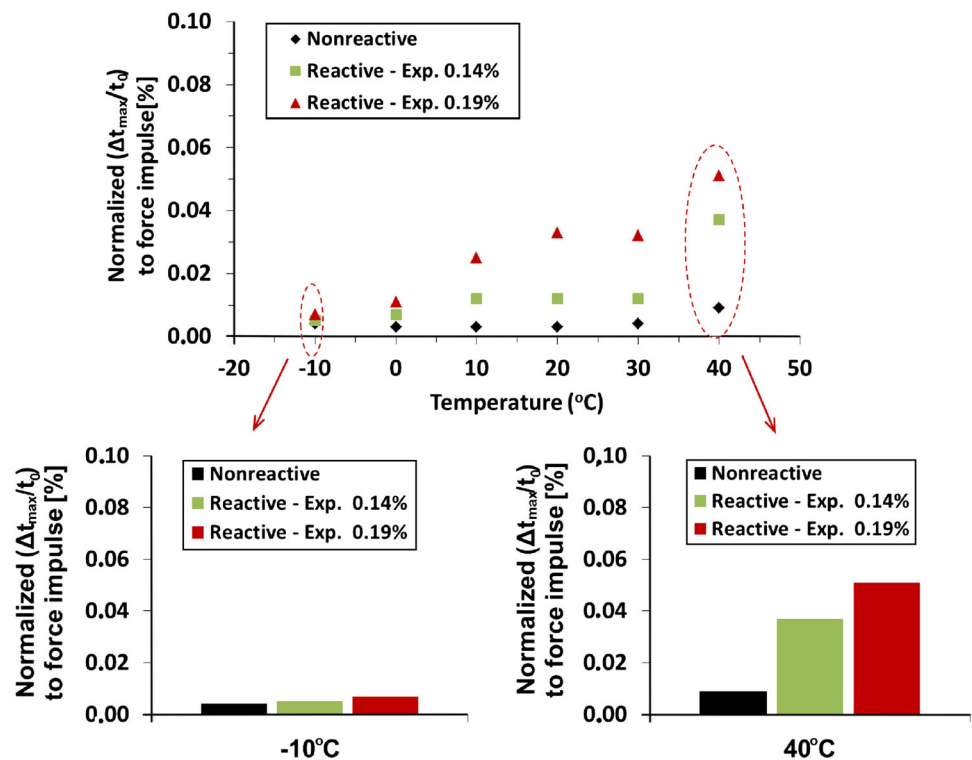 Normalized (Δtmax/t0)
to force impulse[%]
0.10
0.08
0.06
0.04
0.02
0.00
Nonreactive
Reactive - Exp. 0.14%
Reactive - Exp. 0.19%
-20 -10 0 10 20 30 40 50
Temperature (°C)
Normalized (Δtmax/t0)
to force impulse [%]
0.10
0.08
0.06
0.04
0.02
0.00
Nonreactive
Reactive - Exp. 0.14%
Reactive - Exp. 0.19%
-10°C
Normalized (Δtmax/t0)
to force impulse [%]
0.10
0.08
0.06
0.04
0.02
0.00
Nonreactive
Reactive - Exp. 0.14%
Reactive - Exp. 0.19%
40°C